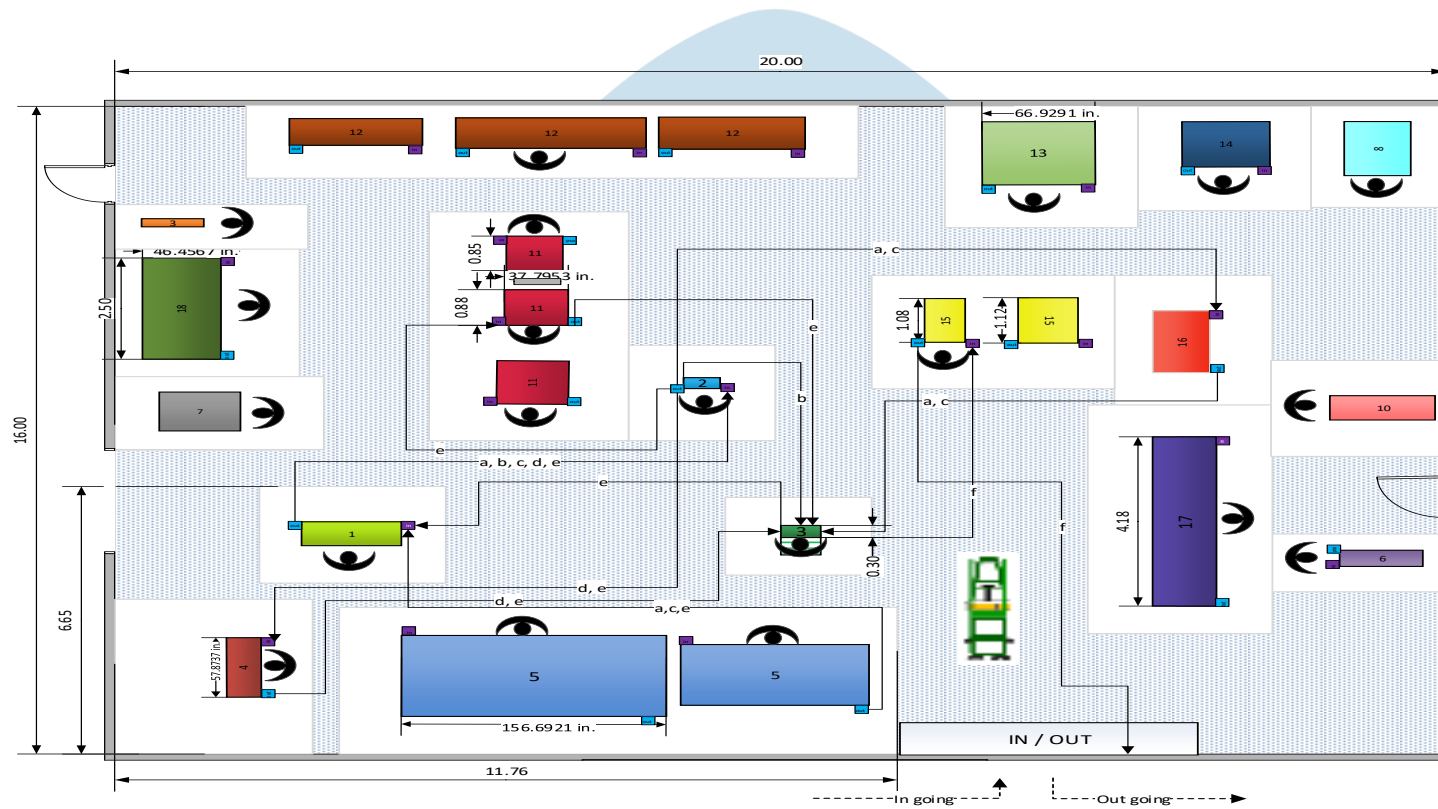 20.00
66.9291 in.
12
12
12
13
14
8
3
46.4567 in.
a, c
0.85
11
37.7953 in.
2.50
18
0.88
11
e
1.08
15
1.12
15
16
11
2
b
a, c
7
10
16.00
e
a, b, c, d, e
e
f
f
4.18
17
1
3
0.30
6
d, e
d, e
a,c,e
T
6.65
57.8737 in.
4
5
5
156.6921 in.
IN / OUT
11.76
In going
Out going